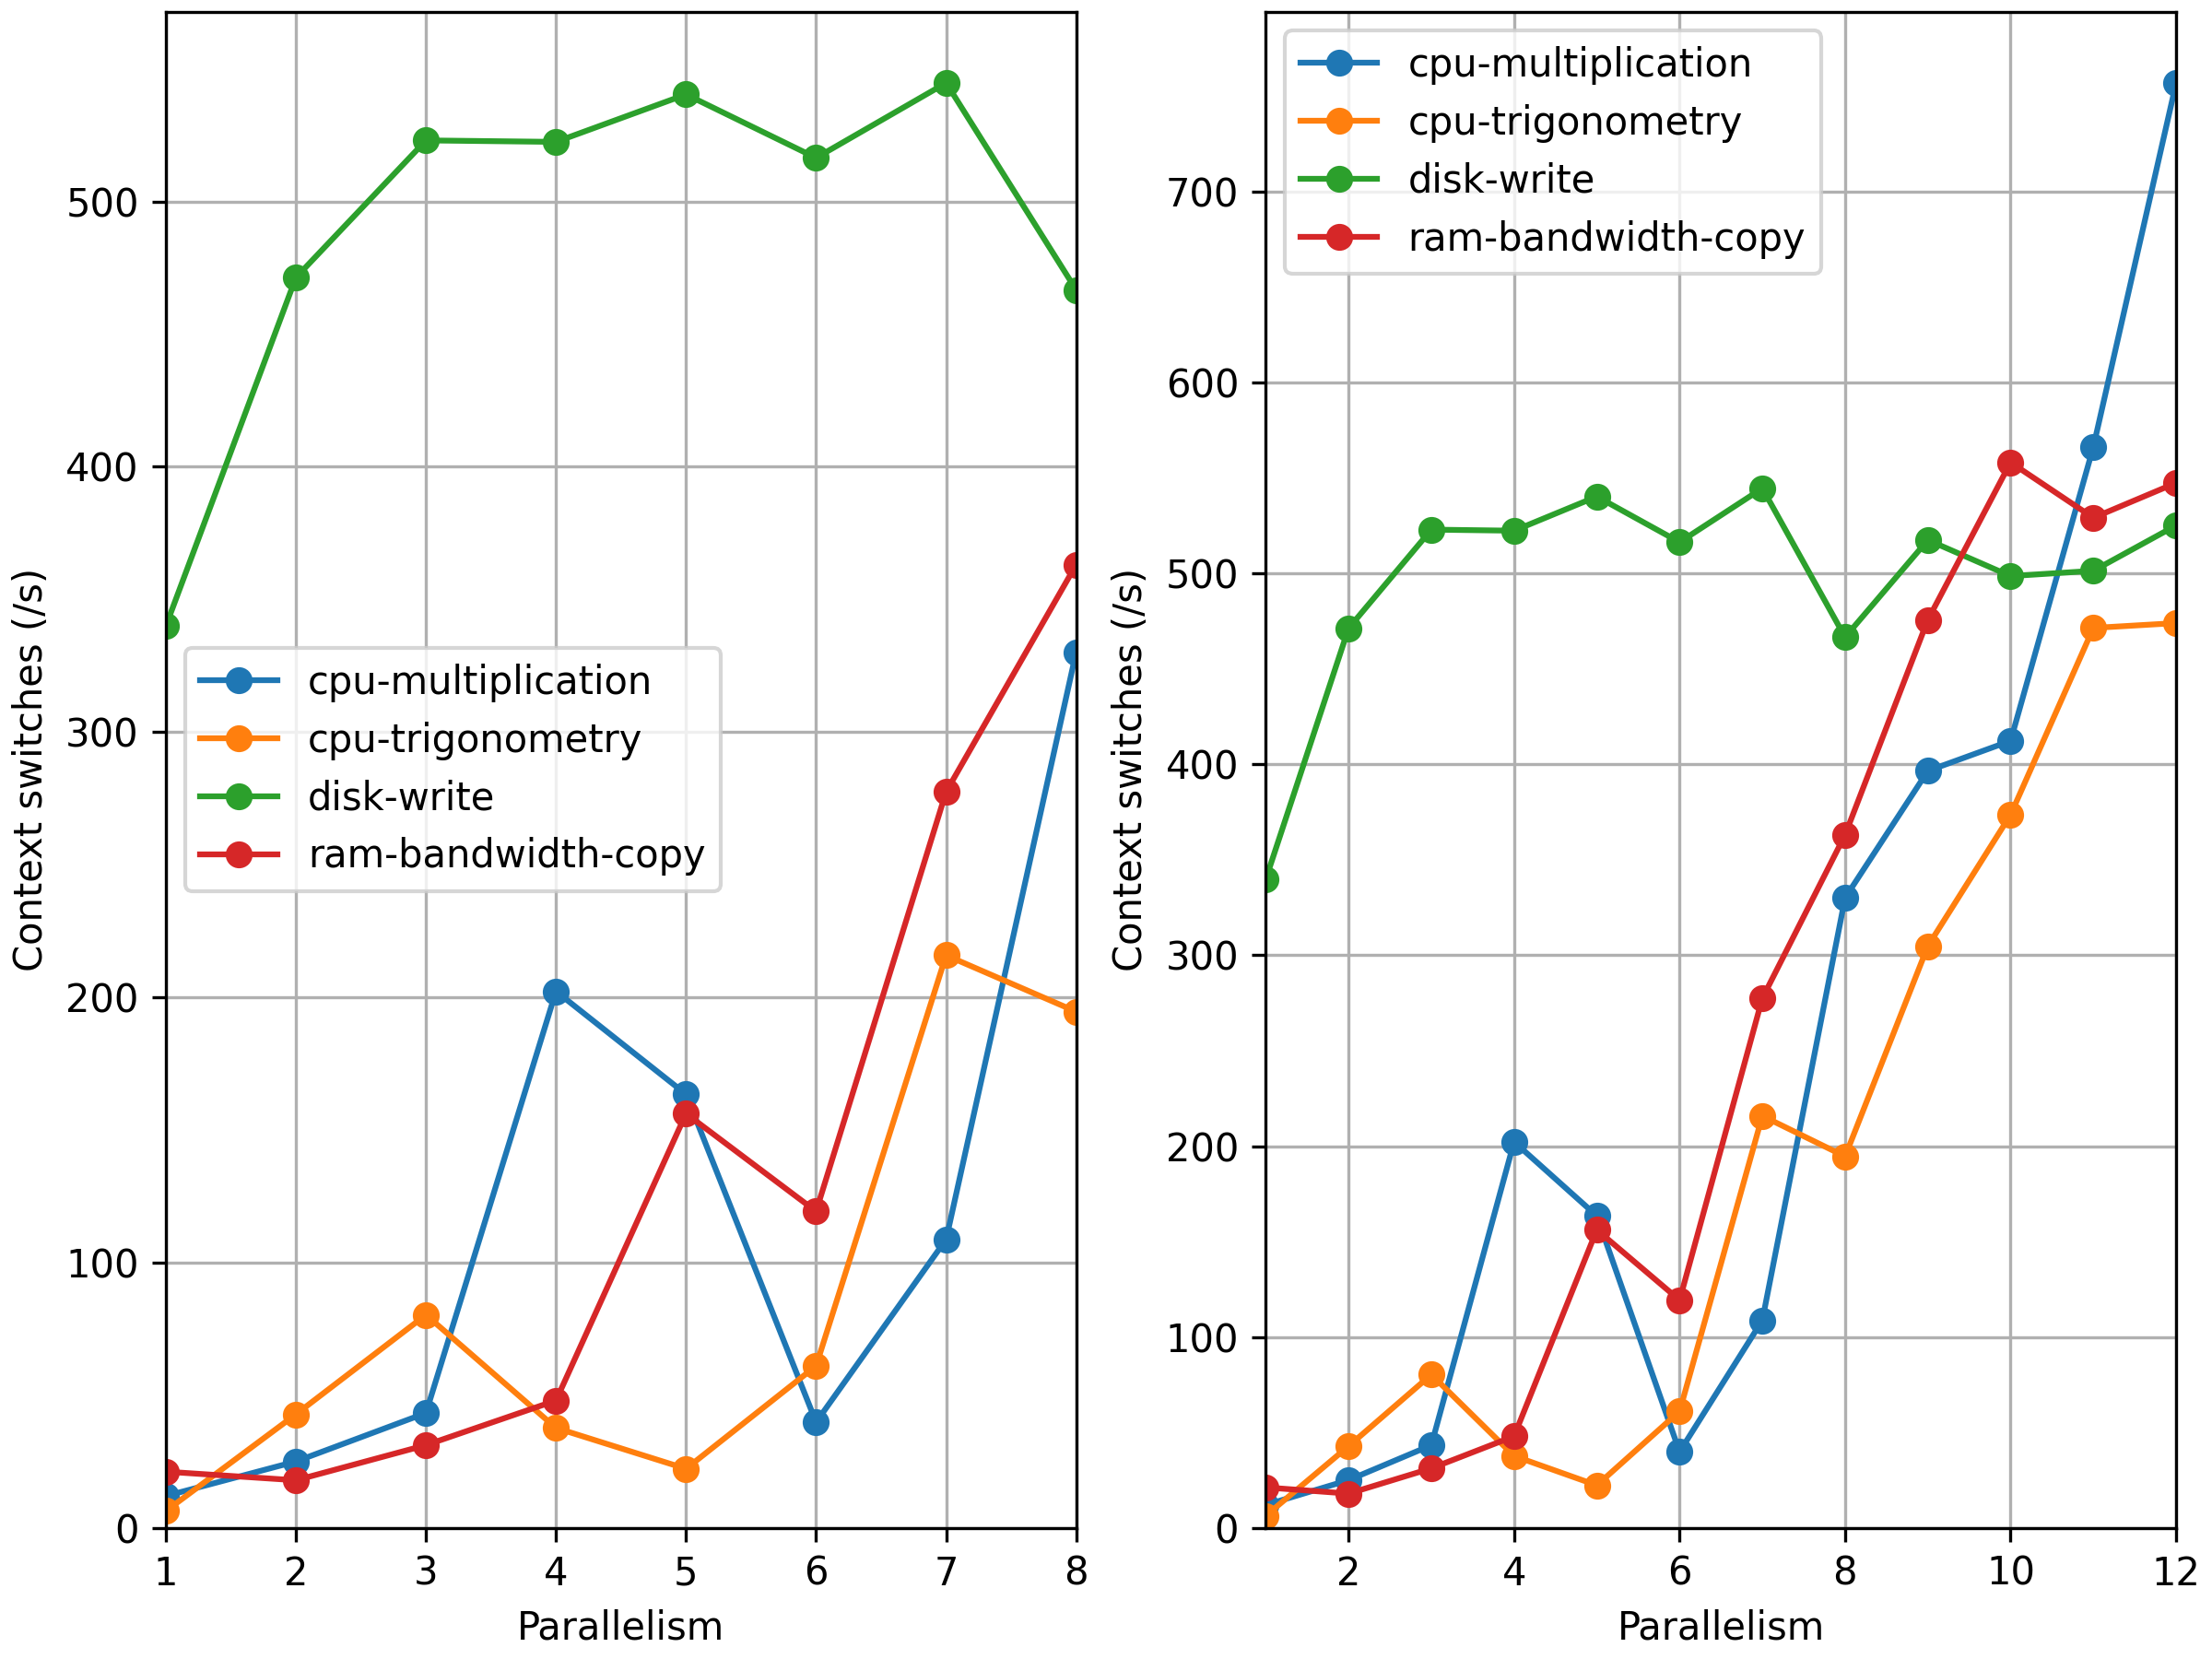 Context switches (/s)
500
400
300
200
100
0
cpu-multiplication
cpu-trigonometry
disk-write
ram-bandwidth-copy
1 2 3 4 5 6 7 8
Parallelism
Context switches (/s)
700
600
500
400
300
200
100
0
cpu-multiplication
cpu-trigonometry
disk-write
ram-bandwidth-copy
2 4 6 8 10 12
Parallelism